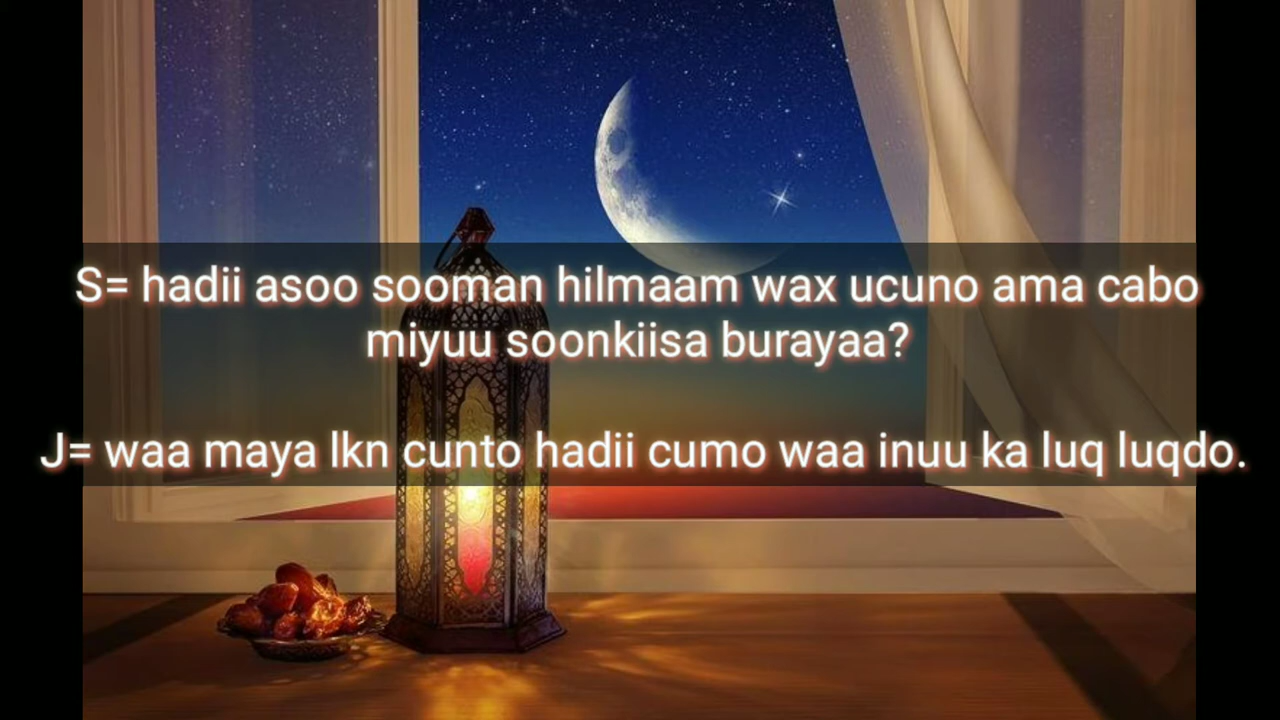 S= hadii asoo sooman hilmaam wax ucuno ama cabo
miyuu soonkiisa burayaa?
J= waa maya lkn cunto hadii cumo waa inuu ka luq luqdo.